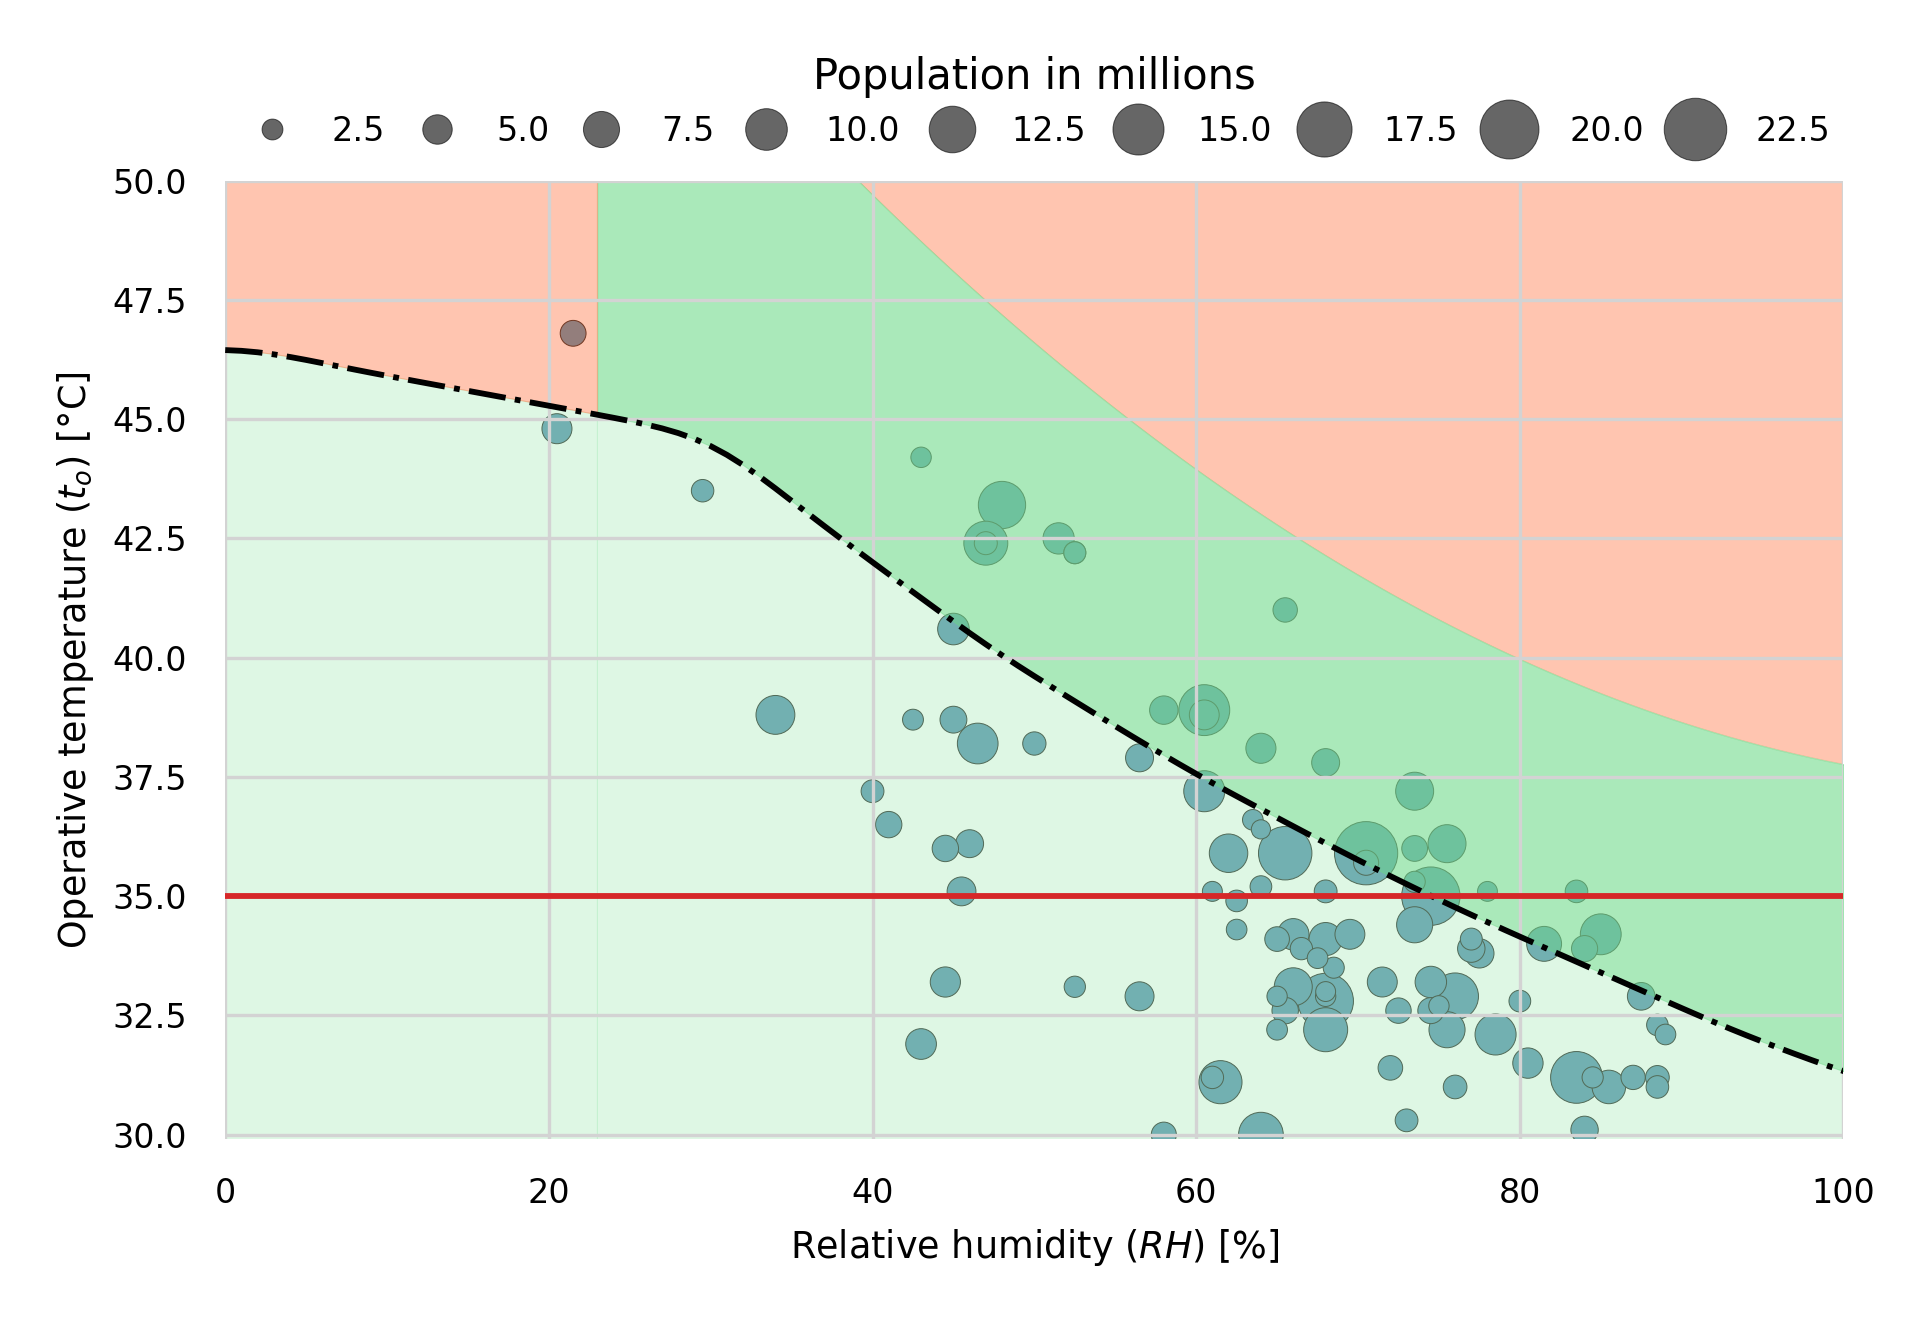 Population in millions
2.5 5.0 7.5 10.0 12.5 15.0 17.5 20.0 22.5
50.0
47.5
45.0
42.5
40.0
37.5
35.0
32.5
30.0
Operative temperature (tₒ) [°C]
0 20 40 60 80 100
Relative humidity (RH) [%]